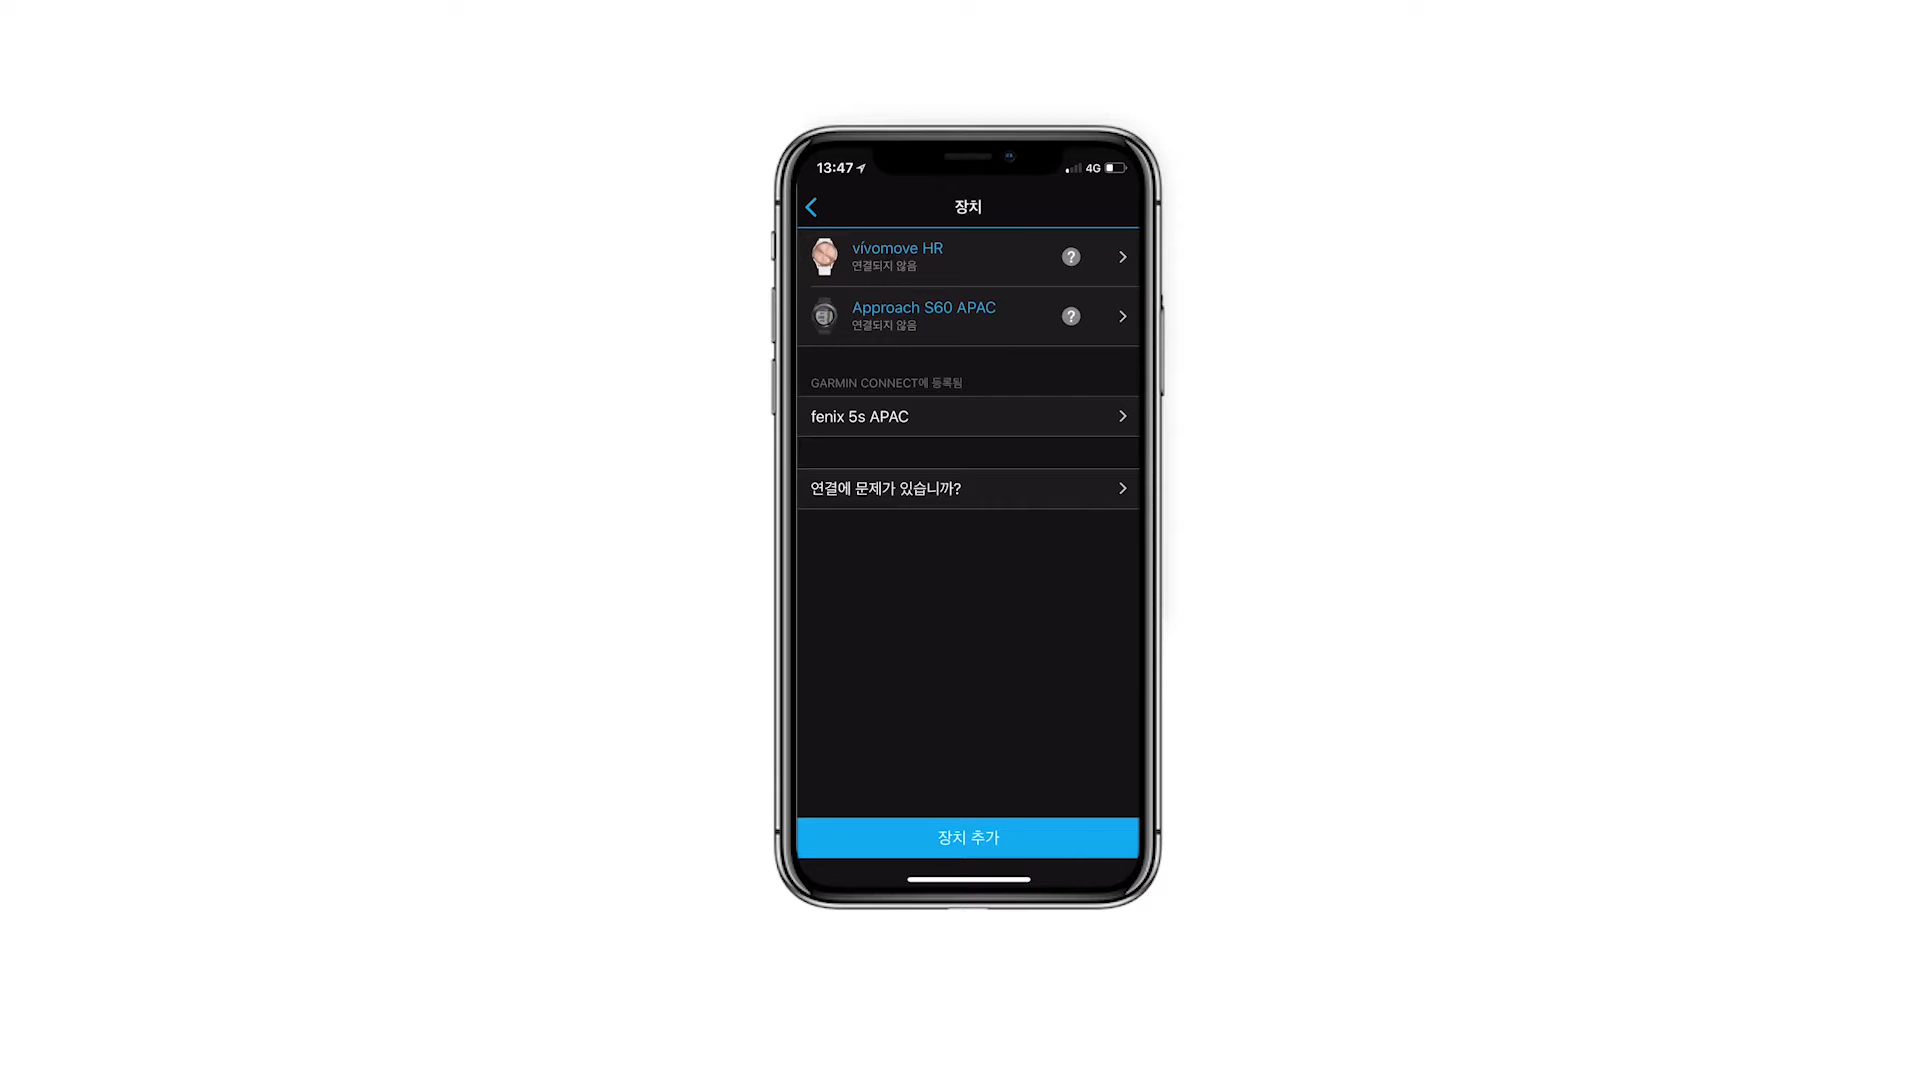 13:47
4G
장치
vívomove HR
연결되지 않음
?
Approach S60 APAC
연결되지 않음
?
GARMIN CONNECT에 등록됨
fenix 5s APAC
연결에 문제가 있습니까?
장치 추가